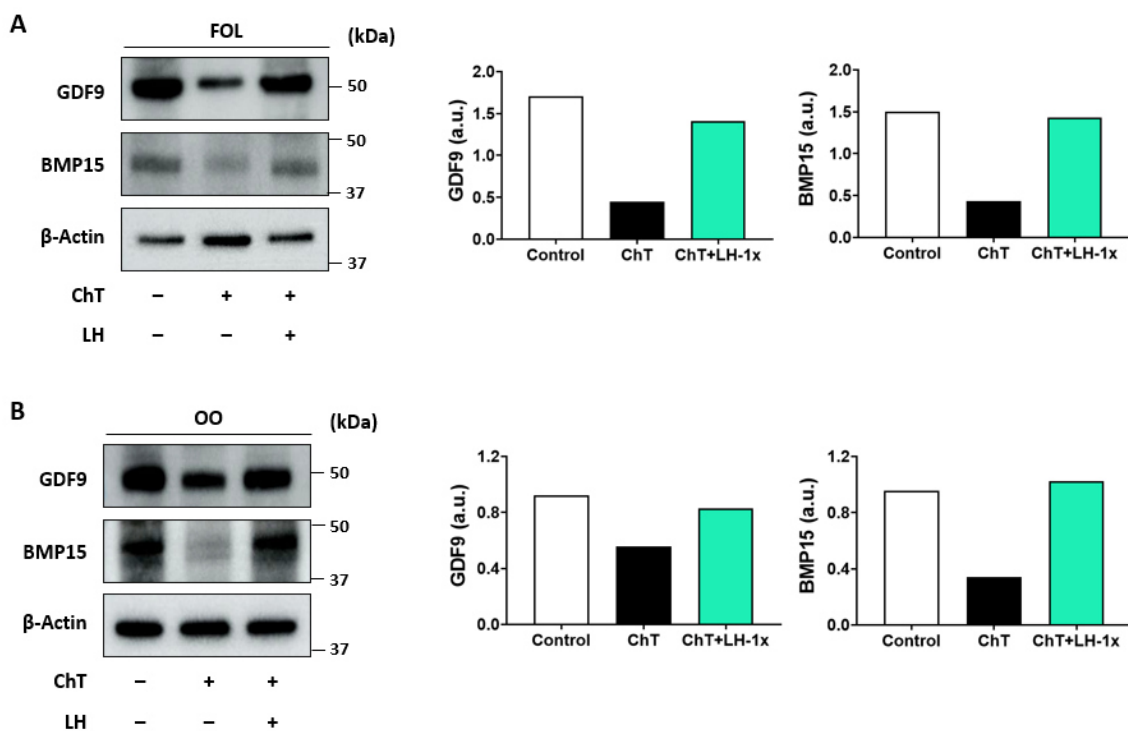 A
FOL (kDa)
GDF9
50
BMP15
50
37
β-Actin
37
ChT – + +
LH – – +
GDF9 (a.u.)
2.0
1.5
1.0
0.5
0.0
Control ChT ChT+LH-1x
BMP15 (a.u.)
2.0
1.5
1.0
0.5
0.0
Control ChT ChT+LH-1x
B
OO (kDa)
GDF9
50
BMP15
50
37
β-Actin
37
ChT – + +
LH – – +
GDF9 (a.u.)
1.2
0.8
0.4
0.0
Control ChT ChT+LH-1x
BMP15 (a.u.)
1.2
0.8
0.4
0.0
Control ChT ChT+LH-1x